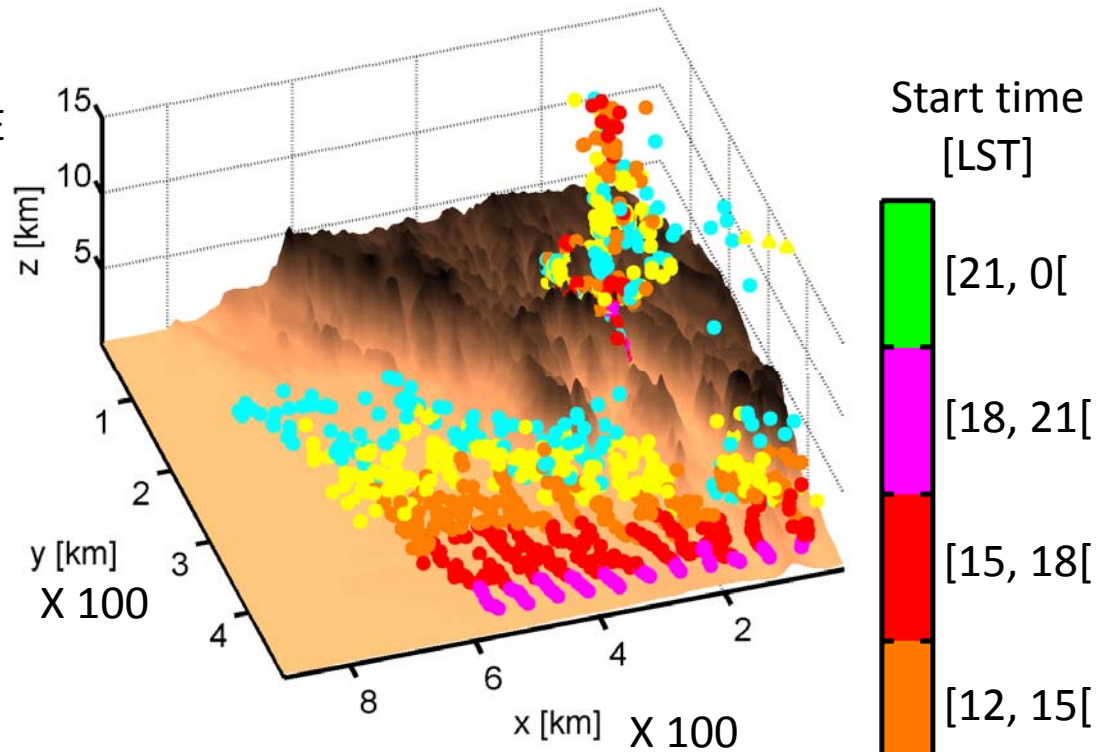 E
15
10
5
z [km]
1
2
3
4
y [km]
X 100
8
6
4
2
x [km]
X 100
Start time
[LST]
[21, 0[
[18, 21[
[15, 18[
[12, 15[